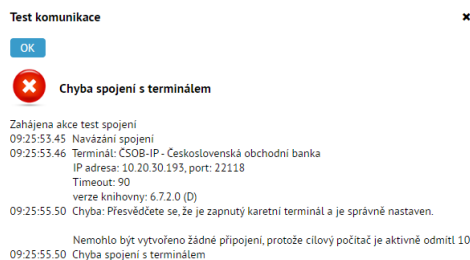 Test komunikace
OK
Chyba spojení s terminálem
Zahájena akce test spojení
09:25:53.45 Navázání spojení
09:25:53.46 Terminál: ČSOB-IP - Československá obchodní banka
IP adresa: 10.20.30.193, port: 22118
Timeout: 90
verze knihovny: 6.7.2.0 (D)
09:25:55.50 Chyba: Přesvědčete se, že je zapnutý karetní terminál a je správně nastaven.
Nemohlo být vytvořeno žádné připojení, protože cílový počítač je aktivně odmítl 10
09:25:55.50 Chyba spojení s terminálem